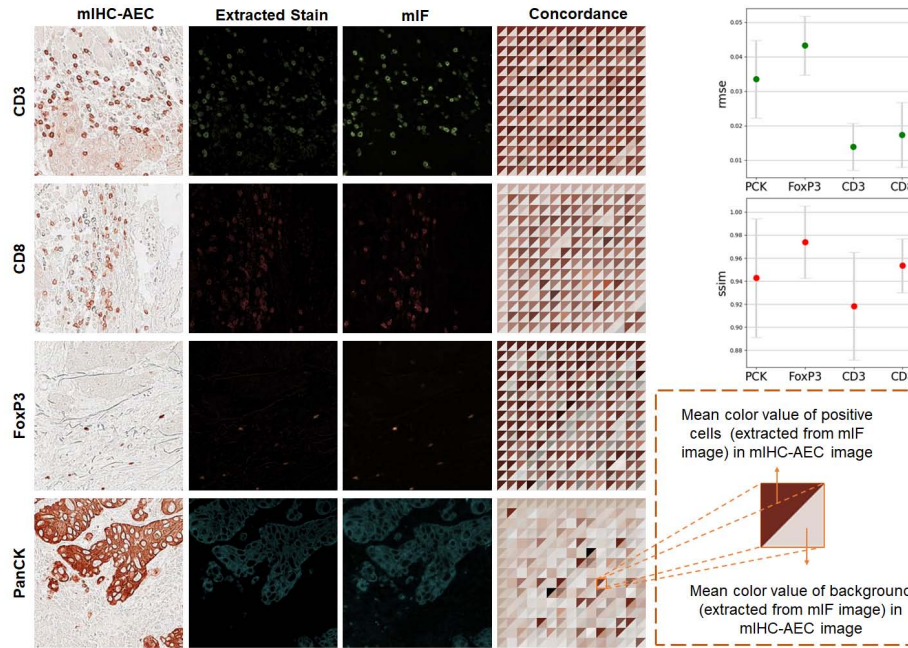 mIHC-AEC
Extracted Stain
mIF
Concordance
CD3
CD8
FoxP3
PanCK
rmse
0.05
0.04
0.03
0.02
0.01
PCK
FoxP3
CD3
ssim
1.00
0.98
0.96
0.94
0.92
0.90
0.88
PCK
FoxP3
CD3
Mean color value of positive
cells (extracted from mIF
image) in mIHC-AEC image
Mean color value of background
(extracted from mIF image) in
mIHC-AEC image